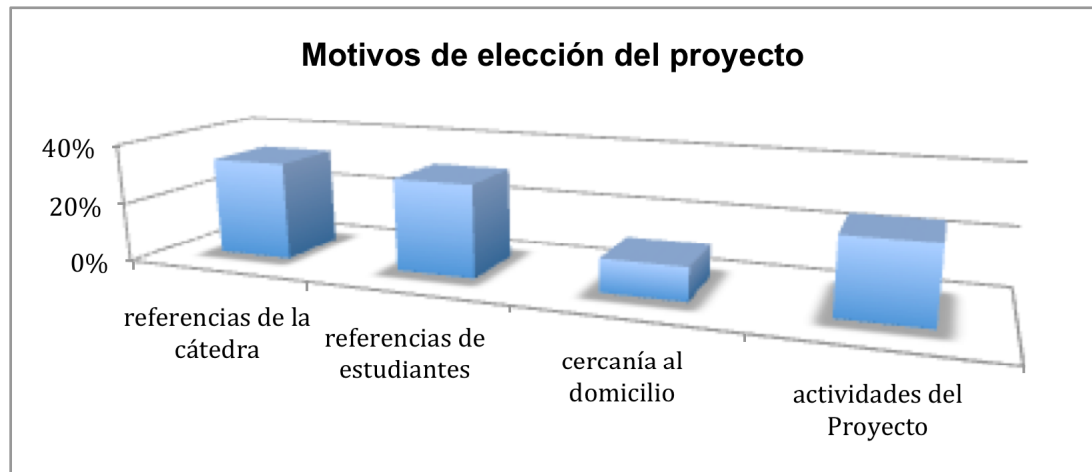 Motivos de elección del proyecto
40%
20%
0%
referencias de la
cátedra
referencias de
estudiantes
cercanía al
domicilio
actividades del
Proyecto